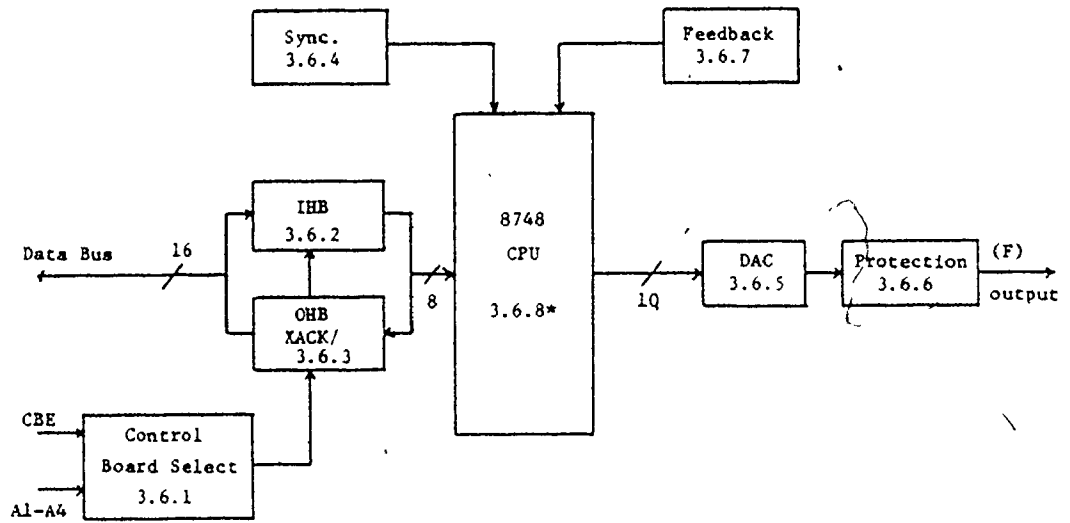 Sync.
3.6.4
Feedback
3.6.7
IHB
3.6.2
8748
CPU
3.6.8*
Data Bus
16
8
OHB
XACK/
3.6.3
10
DAC
3.6.5
Protection
3.6.6
(F)
output
CBE
A1-A4
Control
Board Select
3.6.1